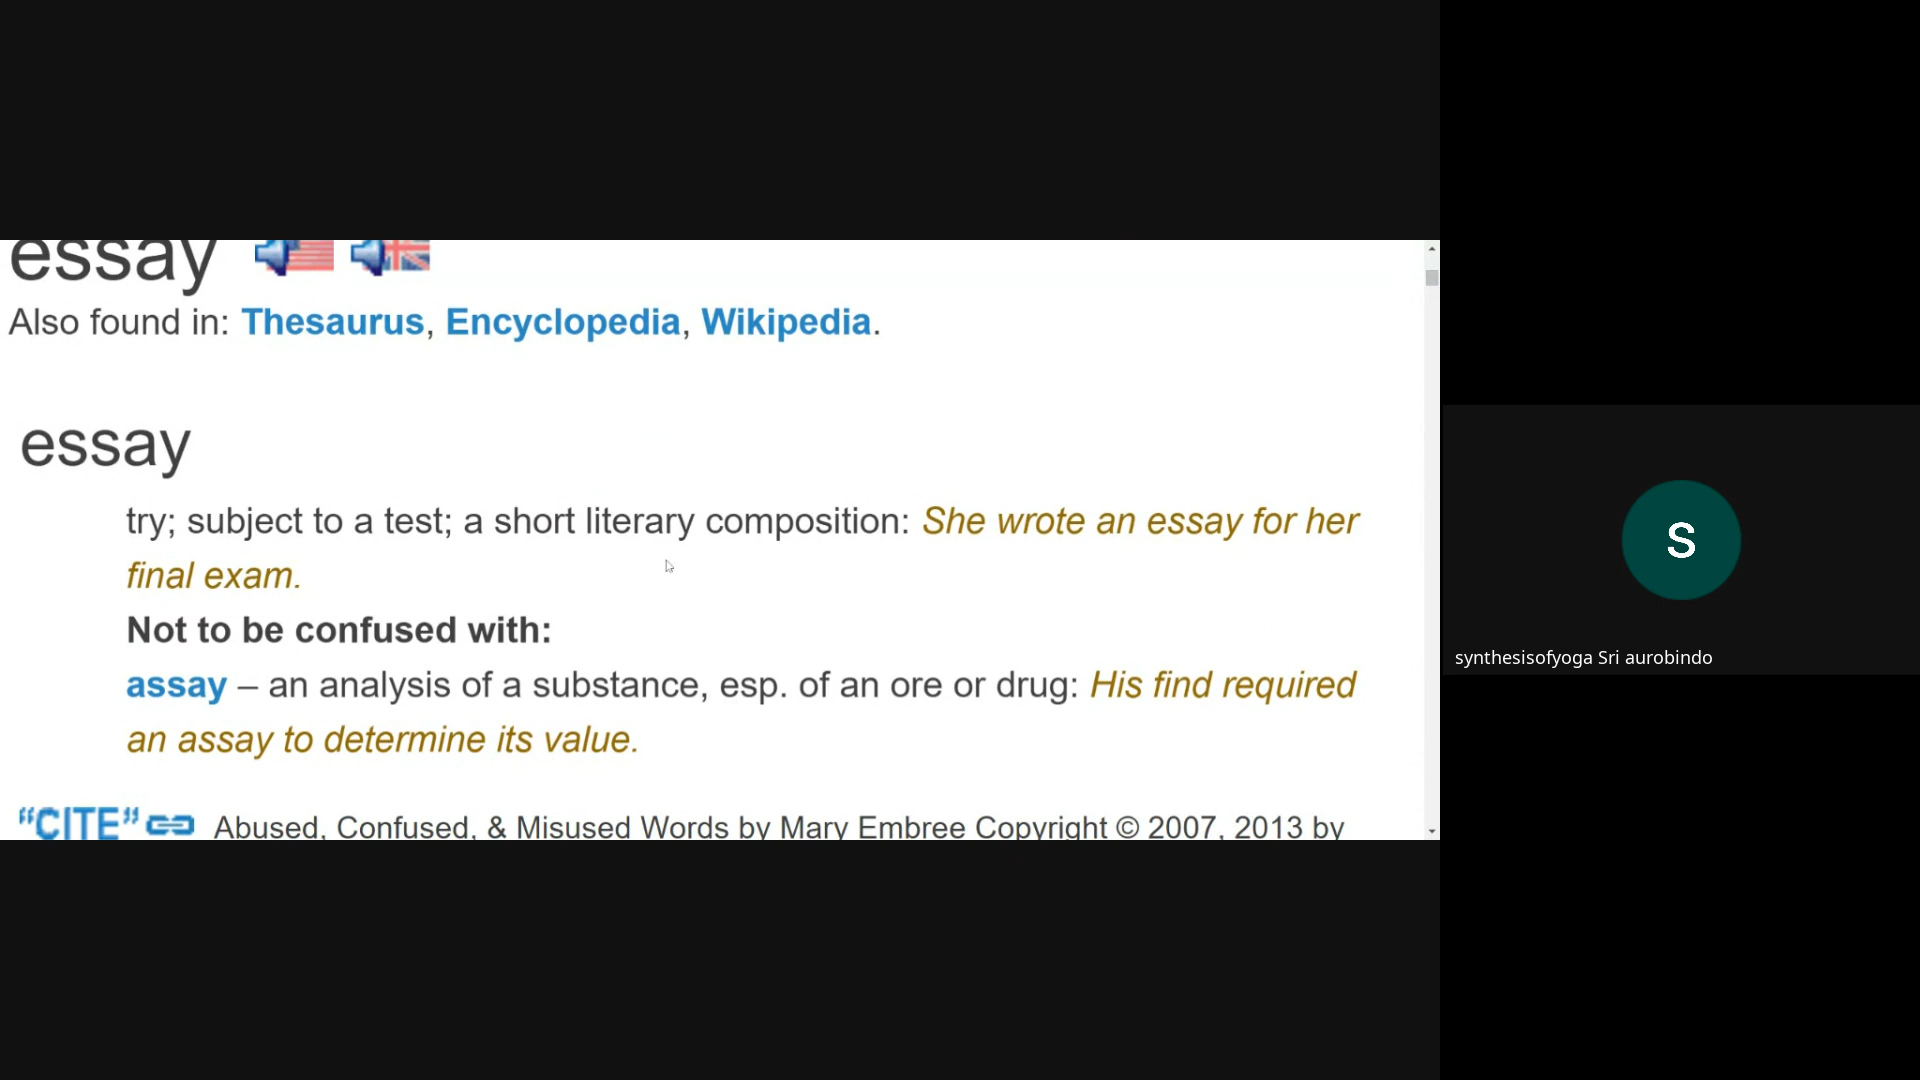 essay
Also found in: Thesaurus, Encyclopedia, Wikipedia.
essay
try; subject to a test; a short literary composition: She wrote an essay for her
final exam.
Not to be confused with:
assay – an analysis of a substance, esp. of an ore or drug: His find required
an assay to determine its value.
“CITE” Abused, Confused, & Misused Words by Mary Embree Copyright © 2007, 2013 by
S
synthesisofyoga Sri aurobindo